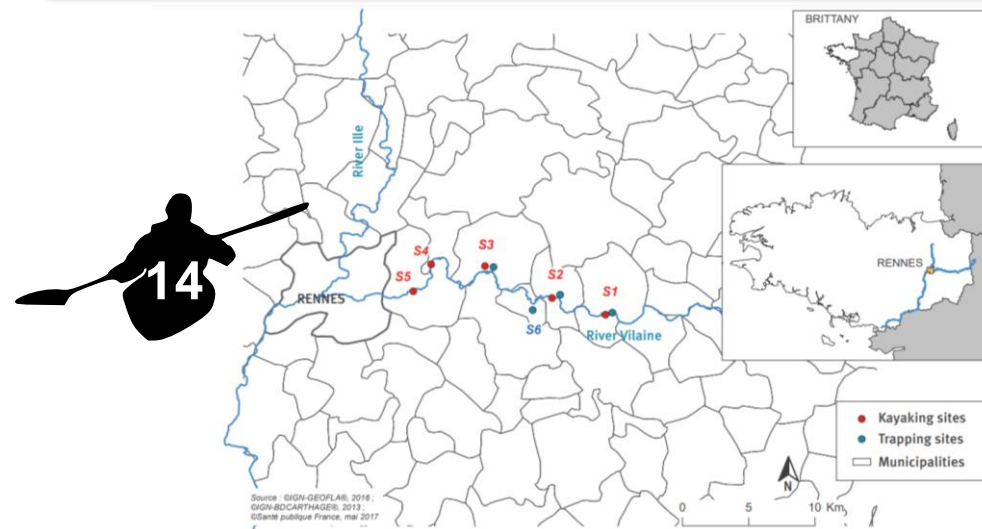 BRITTANY
River Ille
S3
S4
S5
S2
S1
RENNES
S6
River Vilaine
14
RENNES
Kayaking sites
Trapping sites
Municipalities
N
0 5 10 Km
Source : ©IGN-GEOFLA®, 2016 ;
©IGN-BDCARTHAGE®, 2013 ;
©Santé publique France, mai 2017